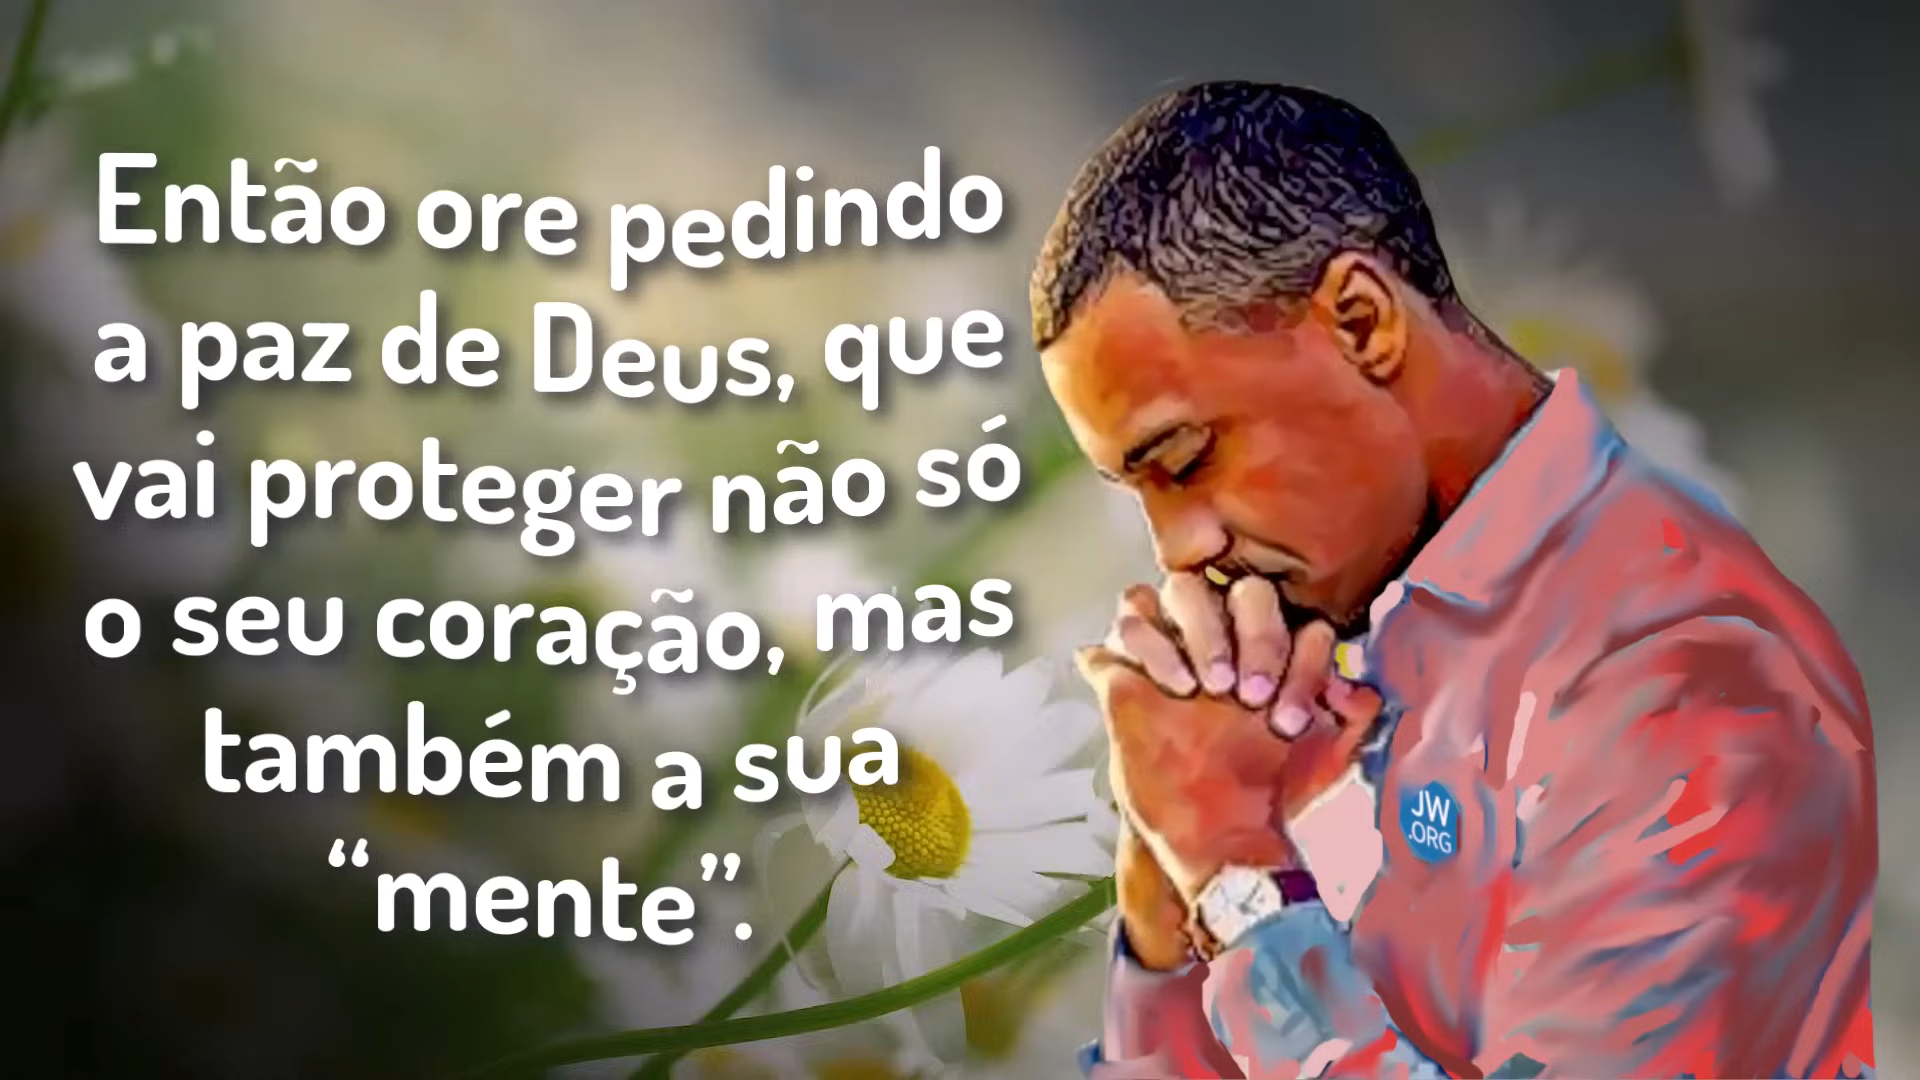 Então ore pedindo
a paz de Deus, que
vai proteger não só
o seu coração, mas
também a sua
“mente”.
JW
.ORG